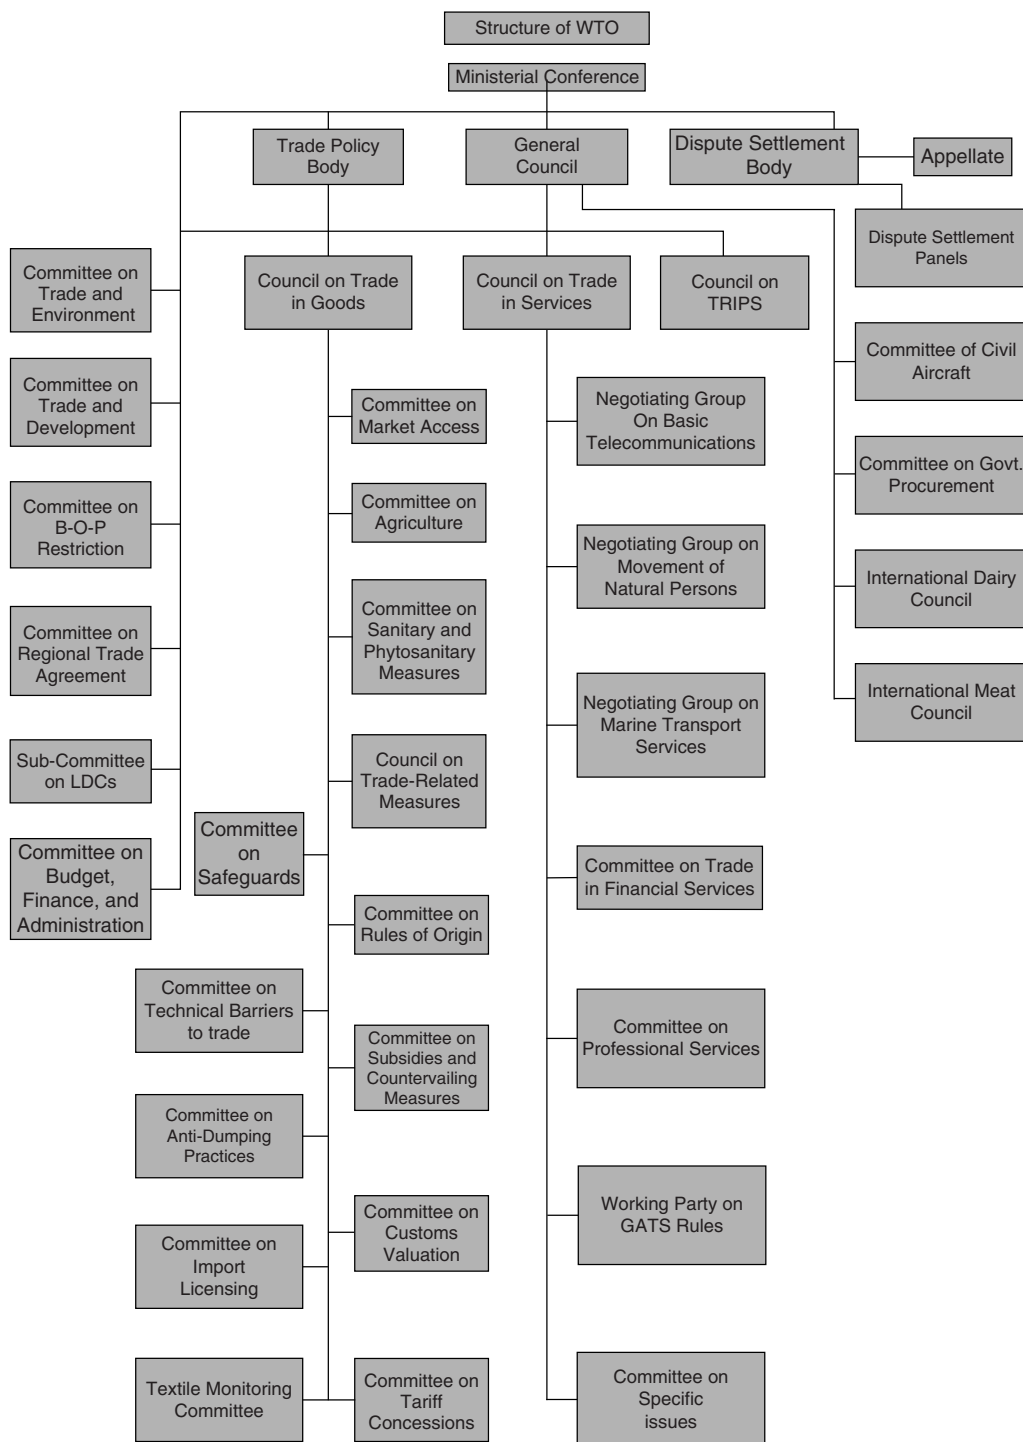 Structure of WTO
Ministerial Conference
Trade Policy
Body
General
Council
Dispute Settlement
Body
Appellate
Dispute Settlement
Panels
Council on Trade
in Goods
Council on Trade
in Services
Council on
TRIPS
Committee on
Trade and
Environment
Committee on
Trade and
Development
Committee on
B-O-P
Restriction
Committee on
Regional Trade
Agreement
Sub-Committee
on LDCs
Committee on
Budget,
Finance, and
Administration
Committee on
Market Access
Committee on
Agriculture
Committee on
Sanitary and
Phytosanitary
Measures
Council on
Trade-Related
Measures
Committee
on
Safeguards
Committee on
Rules of Origin
Committee on
Technical Barriers
to trade
Committee on
Subsidies and
Countervailing
Measures
Committee on
Anti-Dumping
Practices
Committee on
Customs
Valuation
Committee on
Import
Licensing
Textile Monitoring
Committee
Committee on
Tariff
Concessions
Negotiating Group
On Basic
Telecommunications
Negotiating Group on
Movement of
Natural Persons
Negotiating Group on
Marine Transport
Services
Committee on Trade
in Financial Services
Committee on
Professional Services
Working Party on
GATS Rules
Committee on
Specific
issues
Committee of Civil
Aircraft
Committee on Govt.
Procurement
International Dairy
Council
International Meat
Council